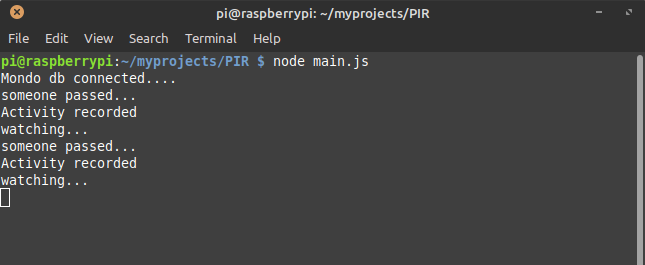 pi@raspberrypi: ~/myprojects/PIR
File Edit View Search Terminal Help
pi@raspberrypi:~/myprojects/PIR $ node main.js
Mondo db connected....
someone passed...
Activity recorded
watching...
someone passed...
Activity recorded
watching...